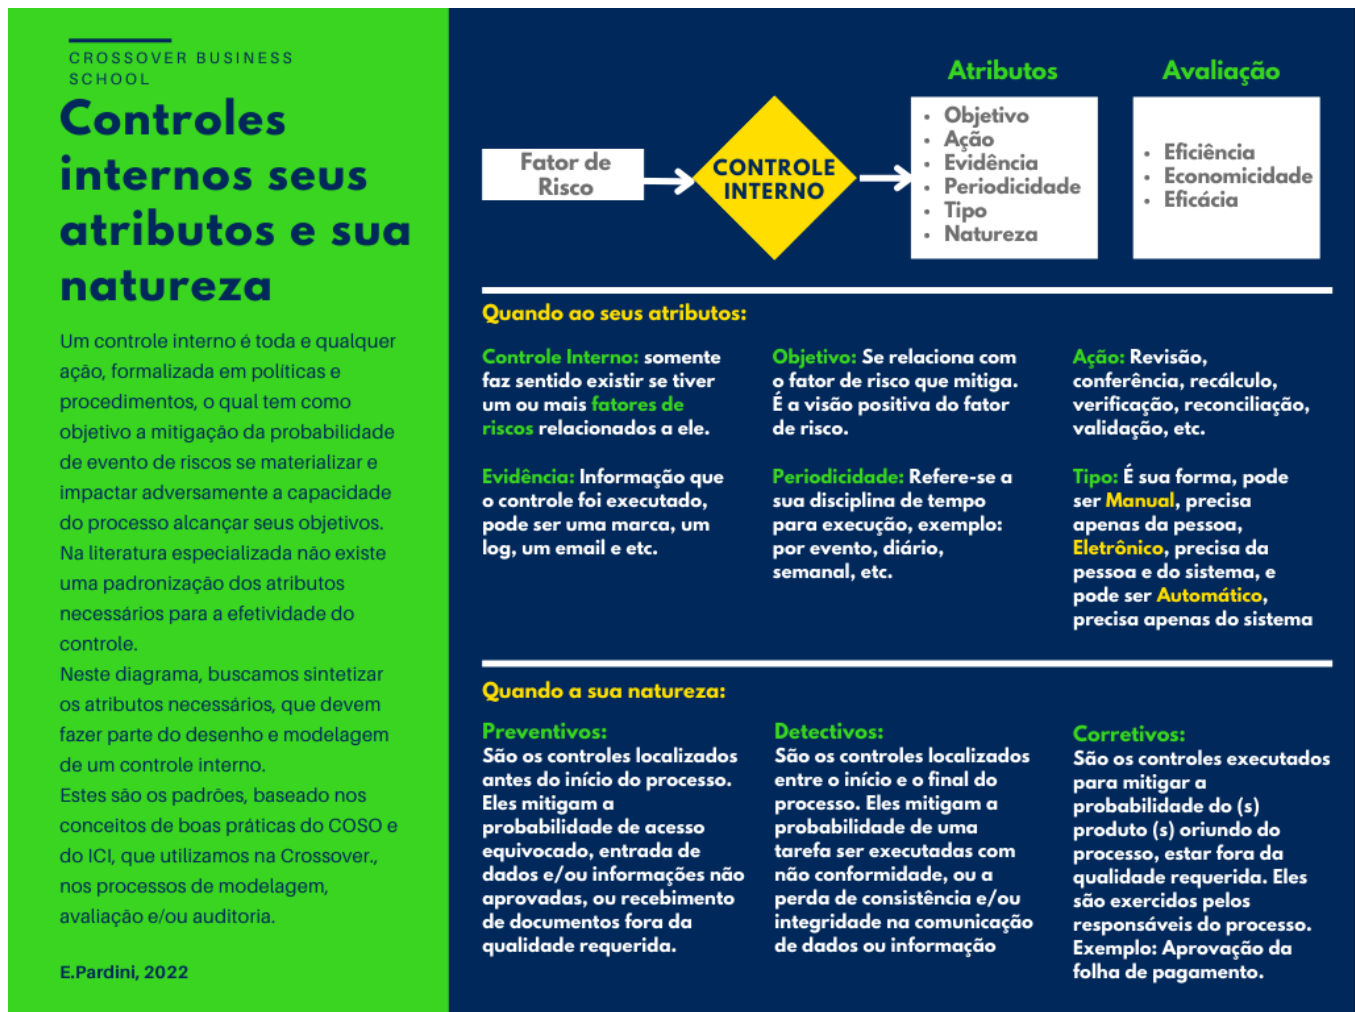 CROSSOVER BUSINESS
SCHOOL
Controles
internos seus
atributos e sua
natureza
Um controle interno é toda e qualquer
ação, formalizada em políticas e
procedimentos, o qual tem como
objetivo a mitigação da probabilidade
de evento de riscos se materializar e
impactar adversamente a capacidade
do processo alcançar seus objetivos.
Na literatura especializada não existe
uma padronização dos atributos
necessários para a efetividade do
controle.
Neste diagrama, buscamos sintetizar
os atributos necessários, que devem
fazer parte do desenho e modelagem
de um controle interno.
Estes são os padrões, baseado nos
conceitos de boas práticas do COSO e
do ICI, que utilizamos na Crossover.,
nos processos de modelagem,
avaliação e/ou auditoria.
E.Pardini, 2022
Fator de
Risco
CONTROLE
INTERNO
Atributos
• Objetivo
• Ação
• Evidência
• Periodicidade
• Tipo
• Natureza
Avaliação
• Eficiência
• Economicidade
• Eficácia
Quando ao seus atributos:
Controle Interno: somente
faz sentido existir se tiver
um ou mais fatores de
riscos relacionados a ele.
Objetivo: Se relaciona com
o fator de risco que mitiga.
É a visão positiva do fator
de risco.
Ação: Revisão,
conferência, recálculo,
verificação, reconciliação,
validação, etc.
Evidência: Informação que
o controle foi executado,
pode ser uma marca, um
log, um email e etc.
Periodicidade: Refere-se a
sua disciplina de tempo
para execução, exemplo:
por evento, diário,
semanal, etc.
Tipo: É sua forma, pode
ser Manual, precisa
apenas da pessoa,
Eletrônico, precisa da
pessoa e do sistema, e
pode ser Automático,
precisa apenas do sistema
Quando a sua natureza:
Preventivos:
São os controles localizados
antes do início do processo.
Eles mitigam a
probabilidade de acesso
equivocado, entrada de
dados e/ou informações não
aprovadas, ou recebimento
de documentos fora da
qualidade requerida.
Detectivos:
São os controles localizados
entre o início e o final do
processo. Eles mitigam a
probabilidade de uma
tarefa ser executadas com
não conformidade, ou a
perda de consistência e/ou
integridade na comunicação
de dados ou informação
Corretivos:
São os controles executados
para mitigar a
probabilidade do (s)
produto (s) oriundo do
processo, estar fora da
qualidade requerida. Eles
são exercidos pelos
responsáveis do processo.
Exemplo: Aprovação da
folha de pagamento.